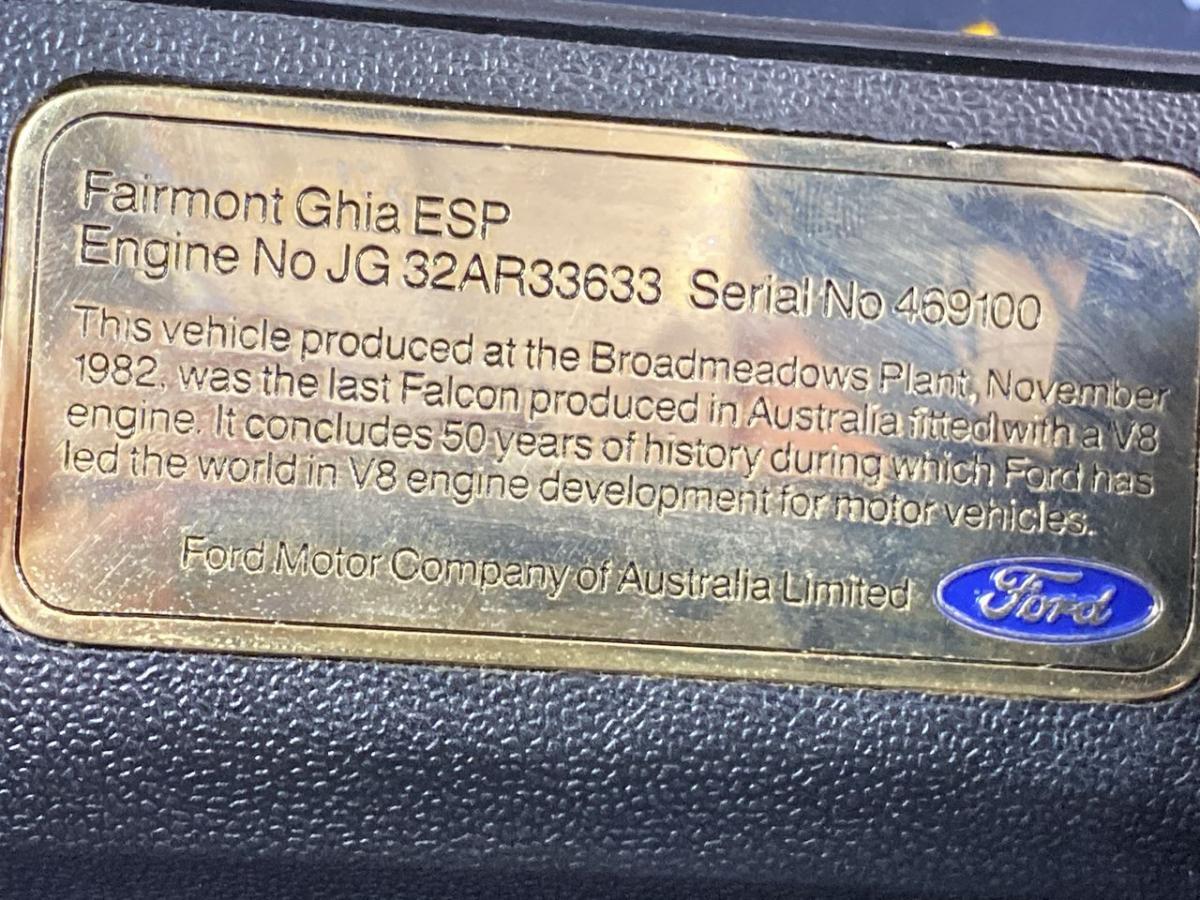 Fairmont Ghia ESP
Engine No JG 32AR33633 Serial No 469100
This vehicle produced at the Broadmeadows Plant, November
1982, was the last Falcon produced in Australia fitted with a V8
engine. It concludes 50 years of history during which Ford has
led the world in V8 engine development for motor vehicles.
Ford Motor Company of Australia Limited
Ford